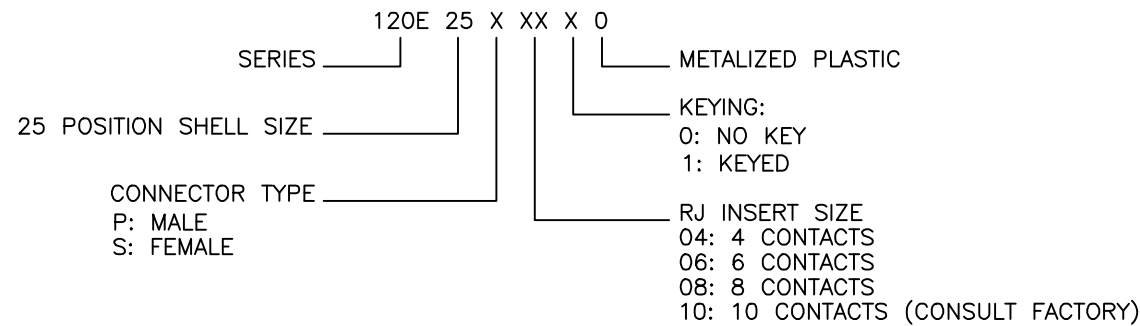 120E 25 X XX X 0
SERIES
METALIZED PLASTIC
25 POSITION SHELL SIZE
KEYING:
0: NO KEY
1: KEYED
CONNECTOR TYPE
P: MALE
S: FEMALE
RJ INSERT SIZE
04: 4 CONTACTS
06: 6 CONTACTS
08: 8 CONTACTS
10: 10 CONTACTS (CONSULT FACTORY)